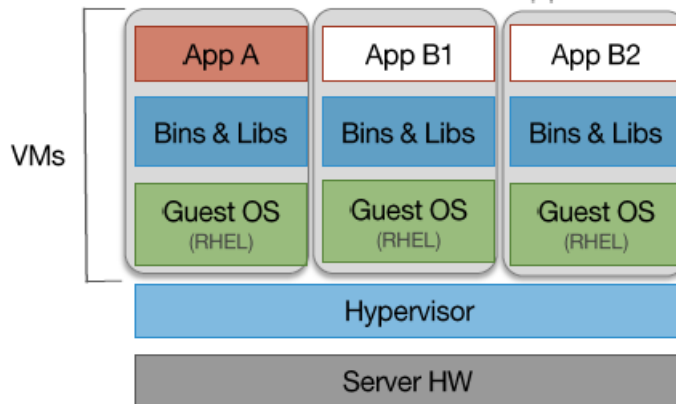 App A
App B1
App B2
Bins & Libs
Bins & Libs
Bins & Libs
VMs
Guest OS
(RHEL)
Guest OS
(RHEL)
Guest OS
(RHEL)
Hypervisor
Server HW